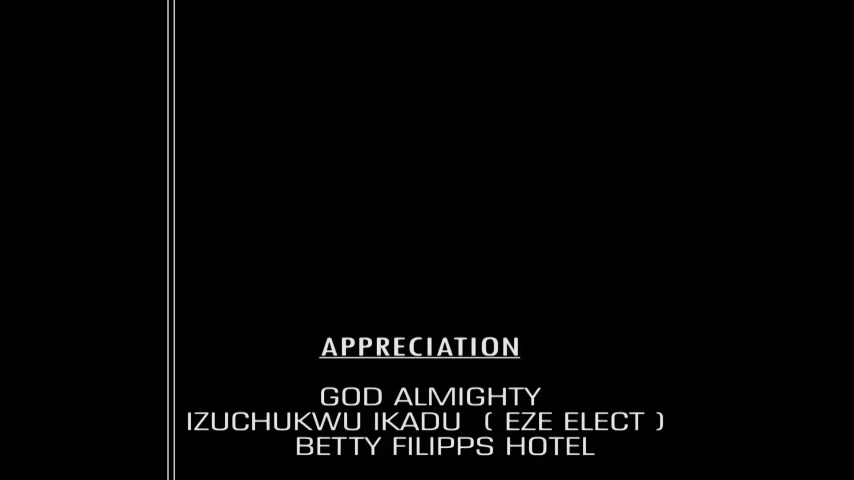 APPRECIATION
GOD ALMIGHTY
IZUCHUKWU IKADU ( EZE ELECT )
BETTY FILIPPS HOTEL